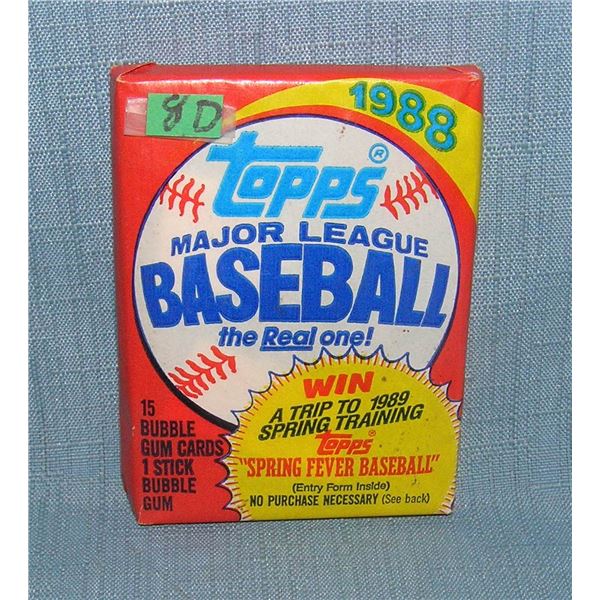 8D
1988
Topps®
MAJOR LEAGUE
BASEBALL
the Real one!
WIN
A TRIP TO 1989
SPRING TRAINING
Topps®
"SPRING FEVER BASEBALL"
(Entry Form Inside)
NO PURCHASE NECESSARY (See back)
15
BUBBLE
GUM CARDS
1 STICK
BUBBLE
GUM